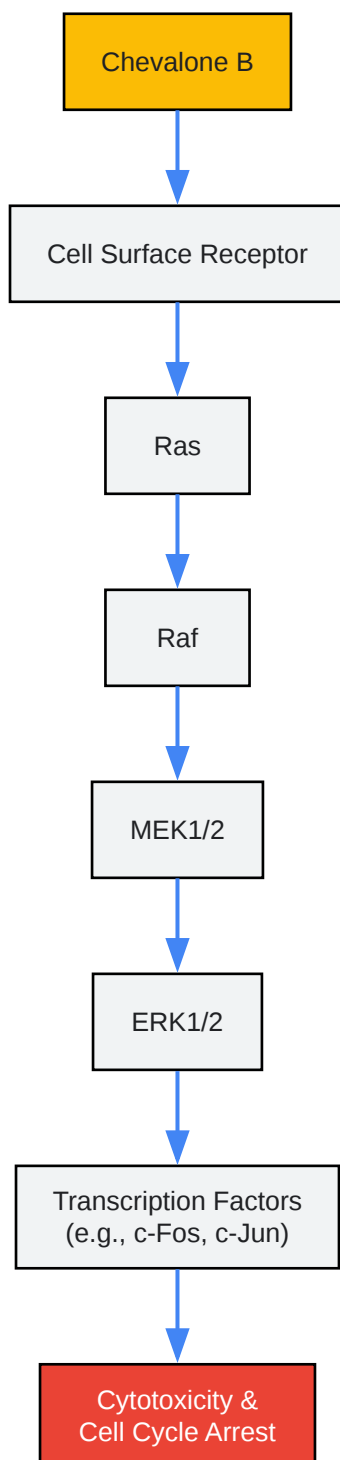 Chevalone B
Cell Surface Receptor
Ras
Raf
MEK1/2
ERK1/2
Transcription Factors
(e.g., c-Fos, c-Jun)
Cytotoxicity &
Cell Cycle Arrest